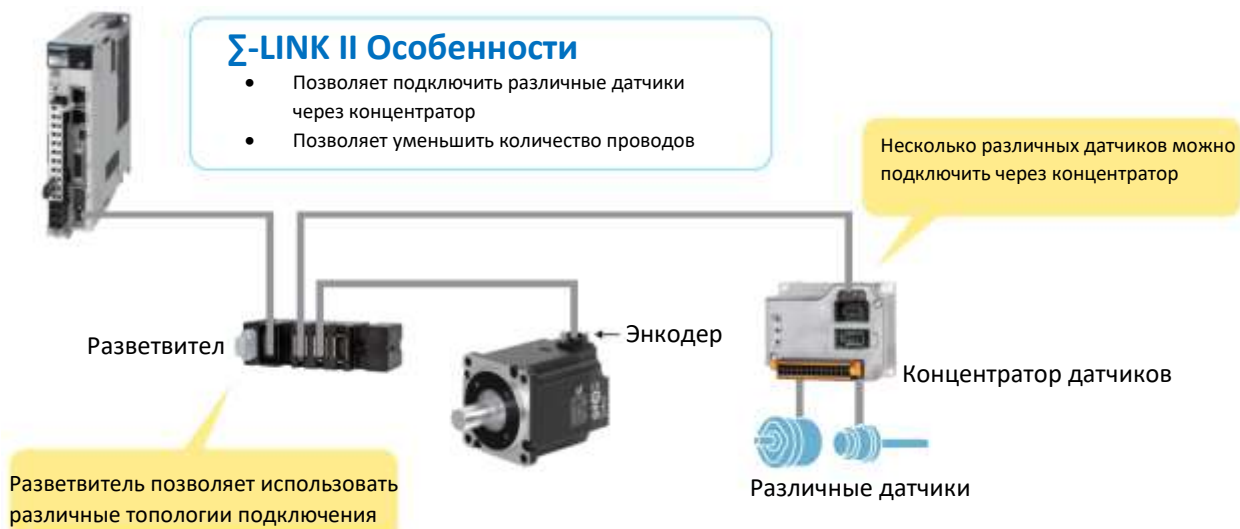 ∑-LINK II Особенности
• Позволяет подключить различные датчики
через концентратор
• Позволяет уменьшить количество проводов
Несколько различных датчиков можно
подключить через концентратор
Разветвител
Энкодер
Концентратор датчиков
Различные датчики
Разветвитель позволяет использовать
различные топологии подключения